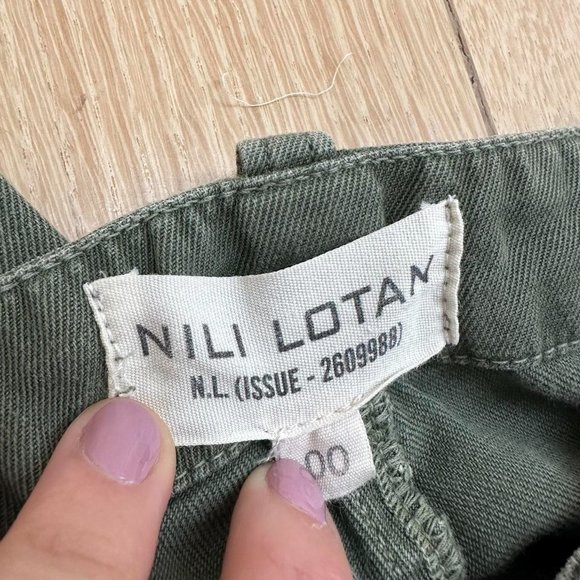 NILI LOTAN
N.L. (ISSUE - 2609988)
00